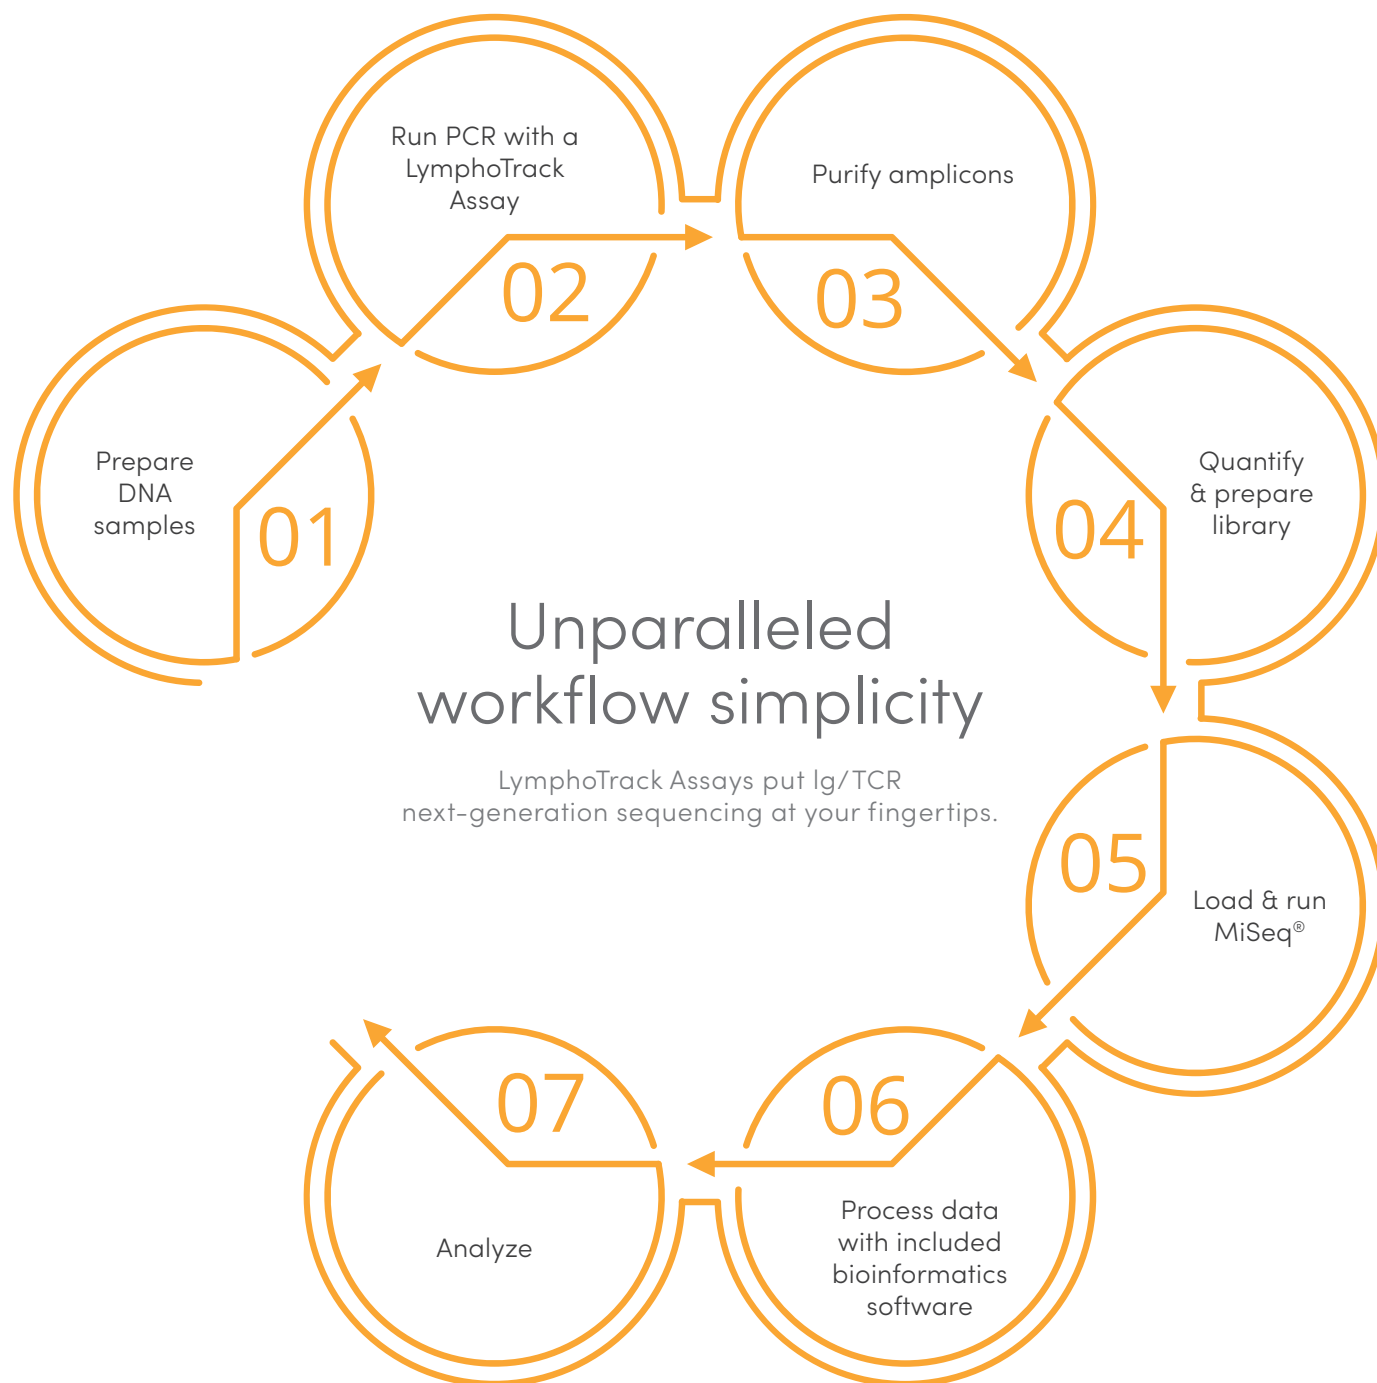 Run PCR with a
LymphoTrack
Assay
02
Purify amplicons
03
Prepare
DNA
samples
01
Quantify
& prepare
library
04
Unparalleled
workflow simplicity
LymphoTrack Assays put Ig/TCR
next-generation sequencing at your fingertips.
05
Load & run
MiSeq®
07
Analyze
06
Process data
with included
bioinformatics
software